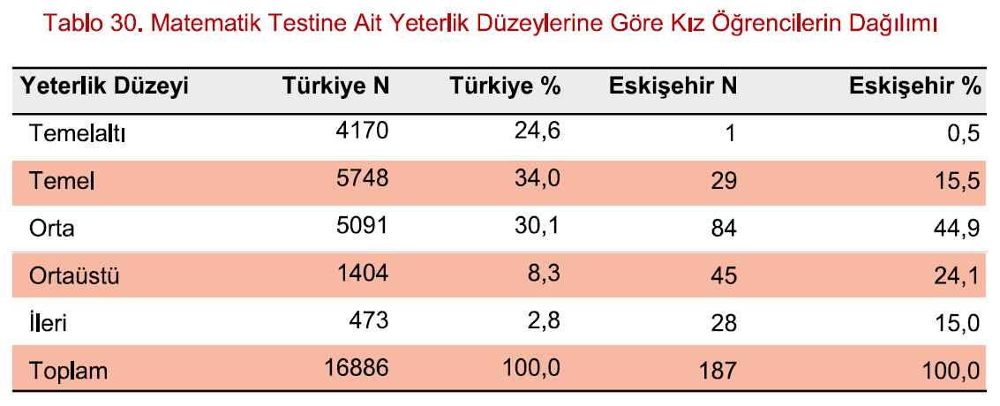 Tablo 30. Matematik Testine Ait Yeterlik Düzeylerine Göre Kız Öğrencilerin Dağılımı
Yeterlik Düzeyi Türkiye N Türkiye % Eskişehir N Eskişehir %
Temelaltı 4170 24,6 1 0,5
Temel 5748 34,0 29 15,5
Orta 5091 30,1 84 44,9
Ortaüstü 1404 8,3 45 24,1
İleri 473 2,8 28 15,0
Toplam 16886 100,0 187 100,0